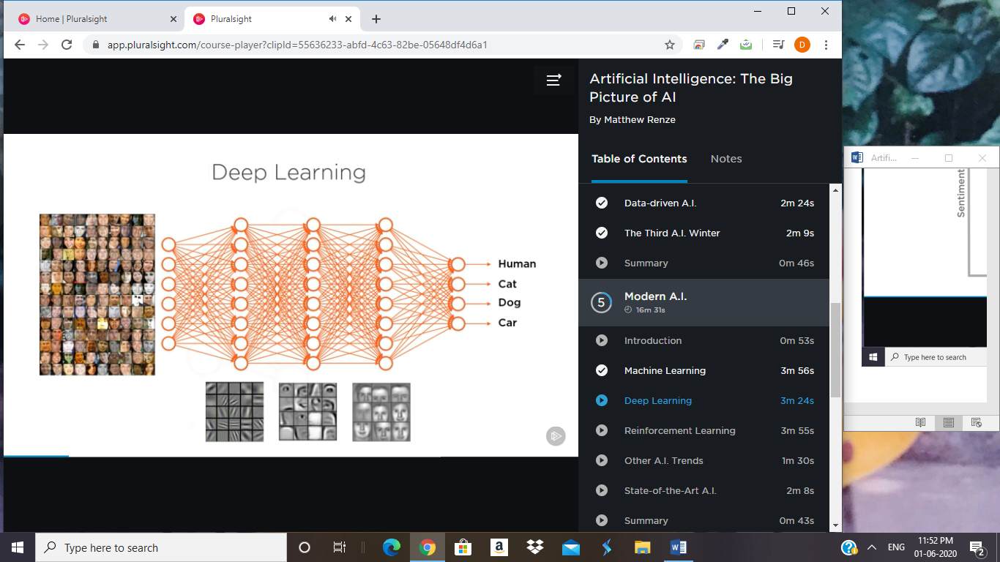 Home | Pluralsight
Pluralsight
app.pluralsight.com/course-player?clipId=55636233-abfd-4c63-82be-05648df4d6a1
D
Deep Learning
Human
Cat
Dog
Car
Artificial Intelligence: The Big
Picture of AI
By Matthew Renze
Table of Contents Notes
Data-driven A.I. 2m 24s
The Third A.I. Winter 2m 9s
Summary 0m 46s
5 Modern A.I.
16m 31s
Introduction 0m 53s
Machine Learning 3m 56s
Deep Learning 3m 24s
Reinforcement Learning 3m 55s
Other A.I. Trends 1m 30s
State-of-the-Art A.I. 2m 8s
Summary 0m 43s
Artifi...
Sentiment
Type here to search
Type here to search
ENG
11:52 PM
01-06-2020
2